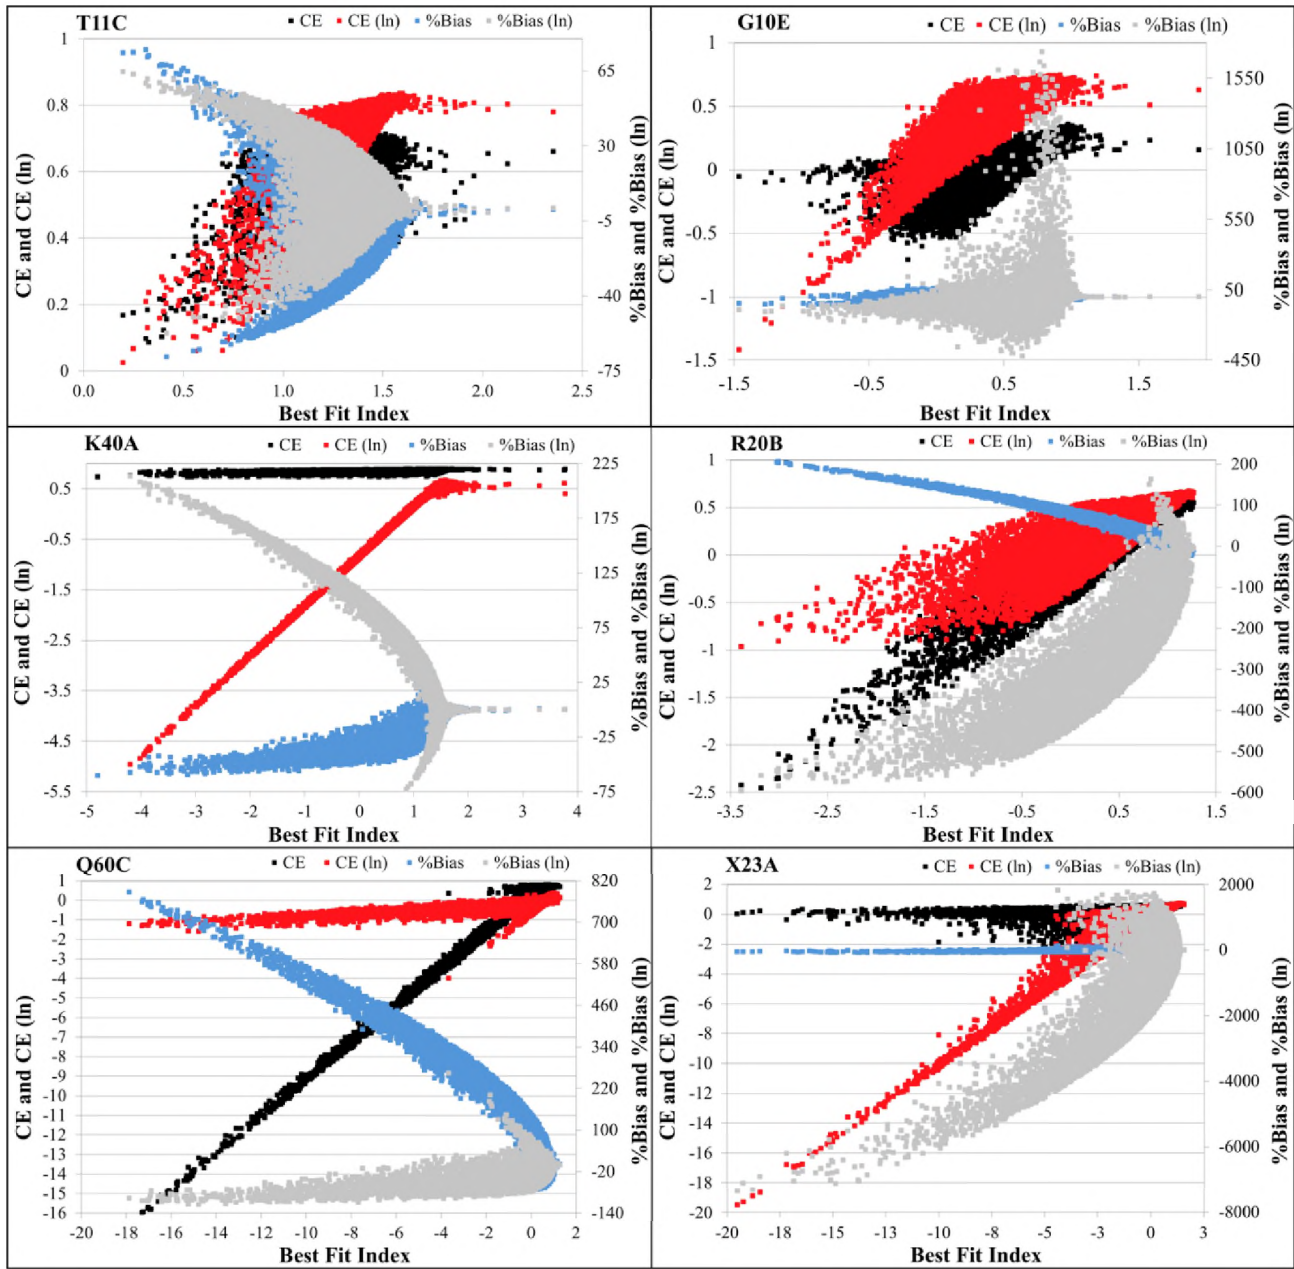 T11C
CE CE (ln) %Bias %Bias (ln)
1
0.8
0.6
0.4
0.2
0
65
30
-5
-40
-75
0.0 0.5 1.0 1.5 2.0 2.5
CE and CE (ln)
%Bias and %Bias (ln)
Best Fit Index
G10E
CE CE (ln) %Bias %Bias (ln)
1
0.5
0
-0.5
-1
-1.5
1550
1050
550
50
-450
-1.5 -0.5 0.5 1.5
CE and CE (ln)
%Bias and %Bias (ln)
Best Fit Index
K40A
CE CE (ln) %Bias %Bias (ln)
0.5
-0.5
-1.5
-2.5
-3.5
-4.5
-5.5
225
175
125
75
25
-25
-75
-5 -4 -3 -2 -1 0 1 2 3 4
CE and CE (ln)
%Bias and %Bias (ln)
Best Fit Index
R20B
CE CE (ln) %Bias %Bias (ln)
1
0.5
0
-0.5
-1
-1.5
-2
-2.5
200
100
0
-100
-200
-300
-400
-500
-600
-3.5 -2.5 -1.5 -0.5 0.5 1.5
CE and CE (ln)
%Bias and %Bias (ln)
Best Fit Index
Q60C
CE CE (ln) %Bias %Bias (ln)
1
0
-1
-2
-3
-4
-5
-6
-7
-8
-9
-10
-11
-12
-13
-14
-15
-16
820
700
580
460
340
220
100
-20
-140
-20 -18 -16 -14 -12 -10 -8 -6 -4 -2 0 2
CE and CE (ln)
%Bias and %Bias (ln)
Best Fit Index
X23A
CE CE (ln) %Bias %Bias (ln)
2
0
-2
-4
-6
-8
-10
-12
-14
-16
-18
-20
2000
0
-2000
-4000
-6000
-8000
-20 -18 -15 -13 -10 -8 -5 -3 0 3
CE and CE (ln)
%Bias and %Bias (ln)
Best Fit Index